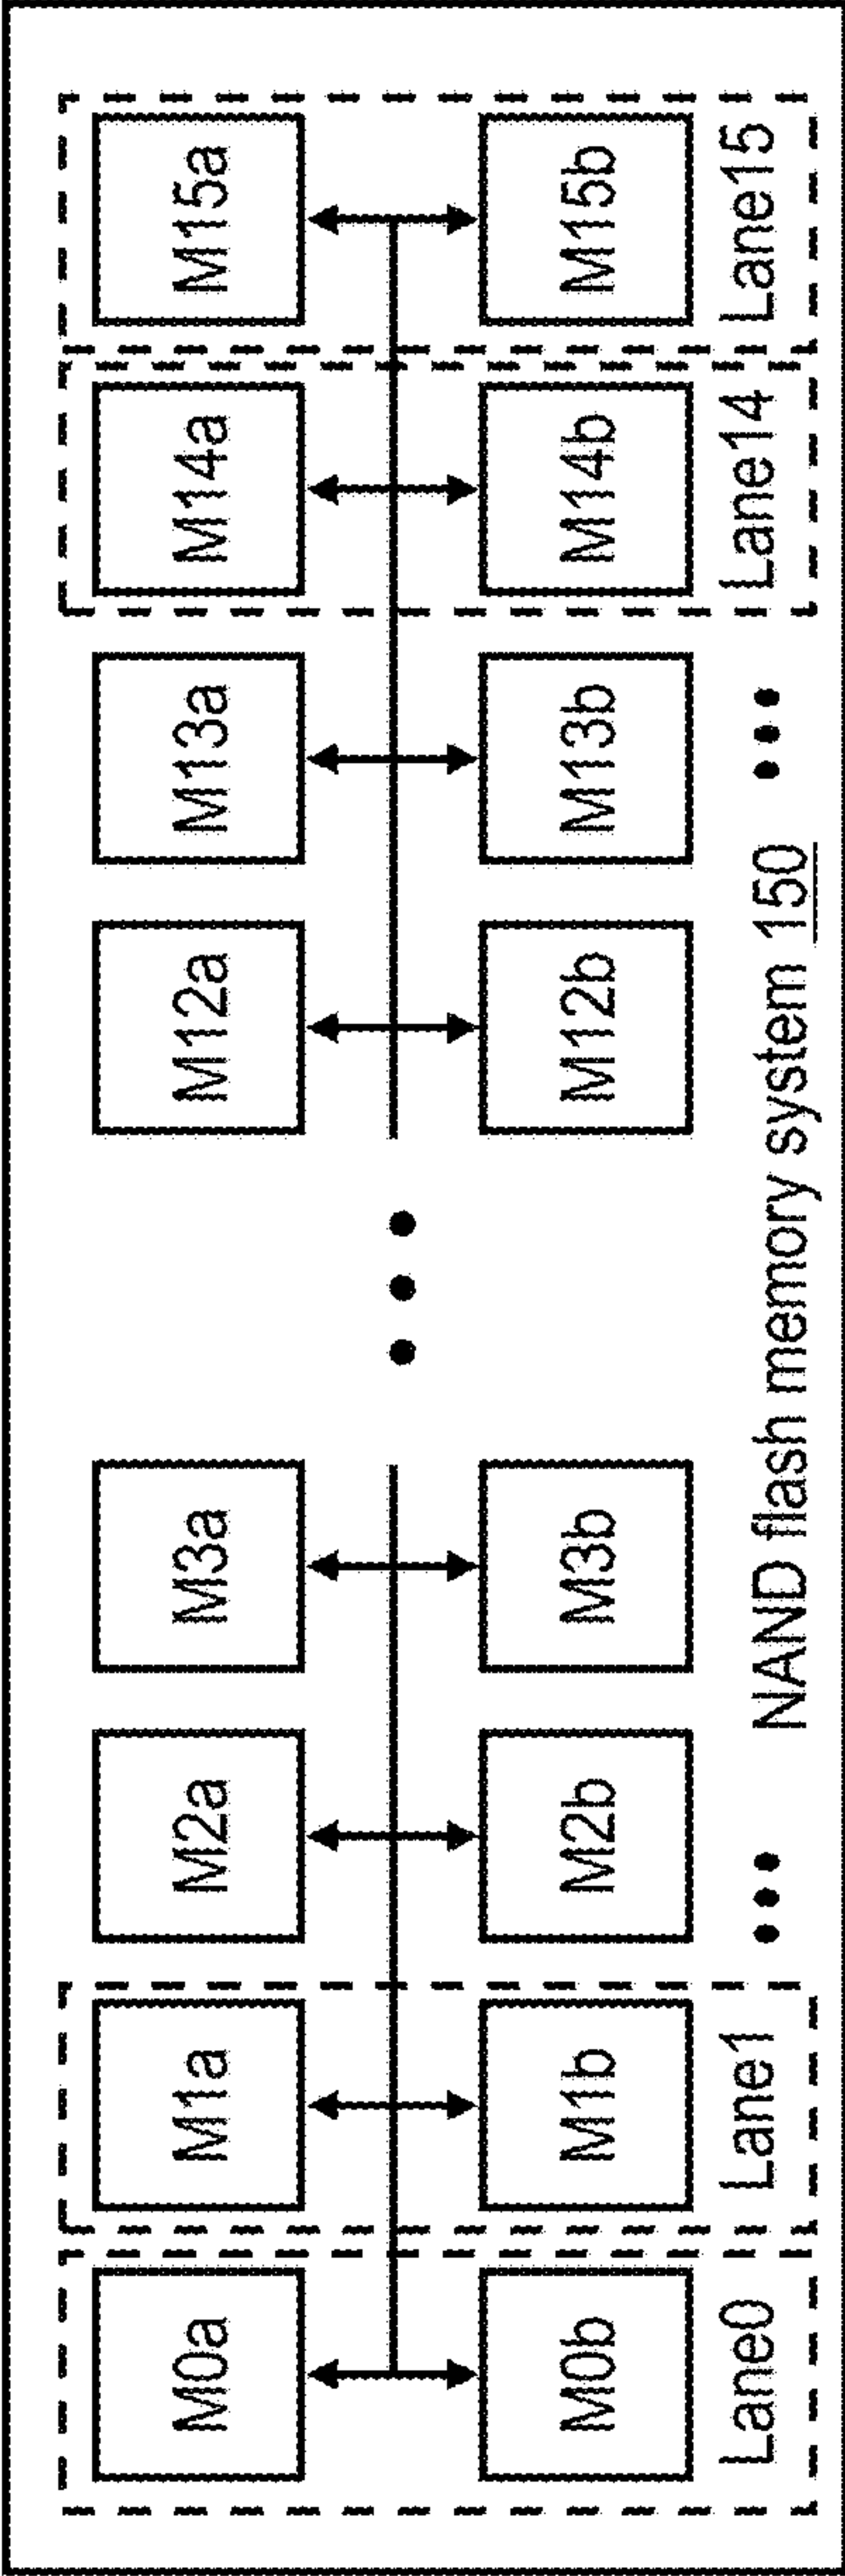 M0a
M1a
M2a
M3a
M12a
M13a
M14a
M15a
M0b
M1b
M2b
M3b
M12b
M13b
M14b
M15b
Lane0
Lane1
NAND flash memory system 150
Lane14
Lane15